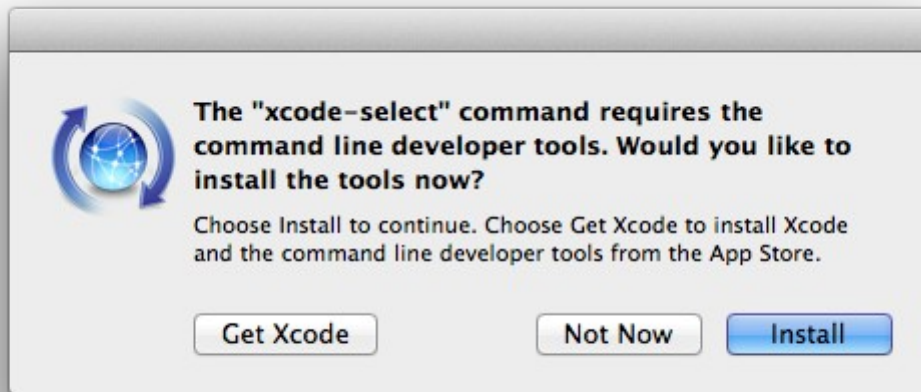 The "xcode-select" command requires the
command line developer tools. Would you like to
install the tools now?
Choose Install to continue. Choose Get Xcode to install Xcode
and the command line developer tools from the App Store.
Get Xcode
Not Now
Install